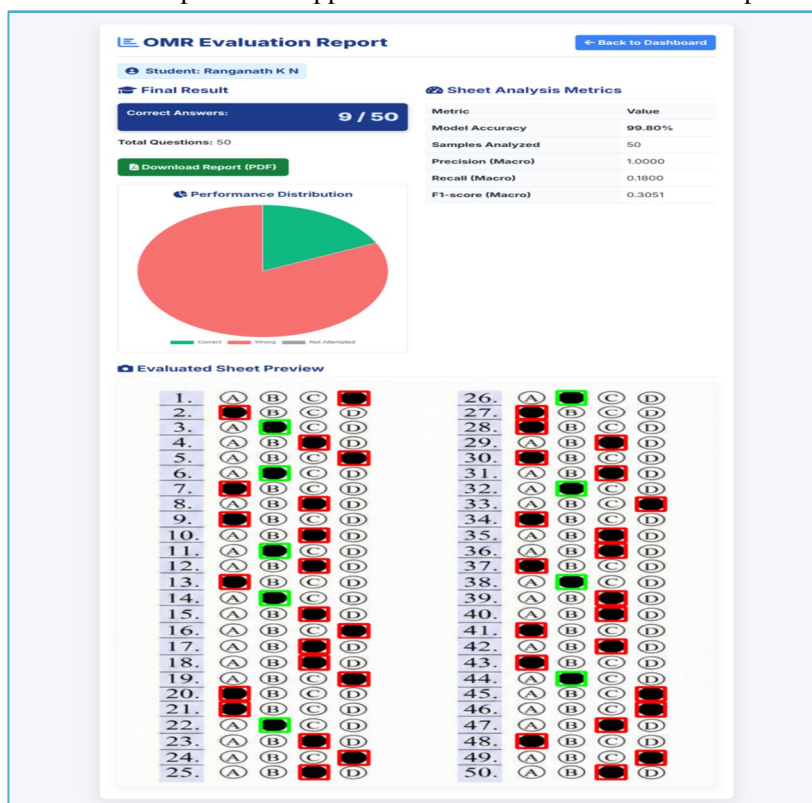 OMR Evaluation Report
← Back to Dashboard
Student: Ranganath K N
Final Result
Correct Answers: 9 / 50
Total Questions: 50
Download Report (PDF)
Performance Distribution
Correct Wrong Not Attempted
Sheet Analysis Metrics
Metric Value
Model Accuracy 99.80%
Samples Analyzed 50
Precision (Macro) 1.0000
Recall (Macro) 0.1800
F1-score (Macro) 0.3051
Evaluated Sheet Preview
1. A B C
2. B C D
3. A C D
4. A B D
5. A B C
6. A C D
7. B C D
8. A B D
9. B C D
10. A B D
11. A C D
12. A B D
13. B C D
14. A C D
15. A B D
16. A B C
17. A B D
18. A B D
19. A B C
20. B C D
21. B C D
22. A C D
23. A B D
24. A B C
25. A B D
26. A C D
27. B C D
28. B C D
29. A B D
30. B C D
31. A B D
32. A C D
33. A B C
34. B C D
35. A B D
36. A B D
37. B C D
38. A C D
39. A B D
40. A B D
41. B C D
42. A B D
43. B C D
44. A C D
45. A B C
46. A B C
47. A B D
48. B C D
49. A B C
50. A B D